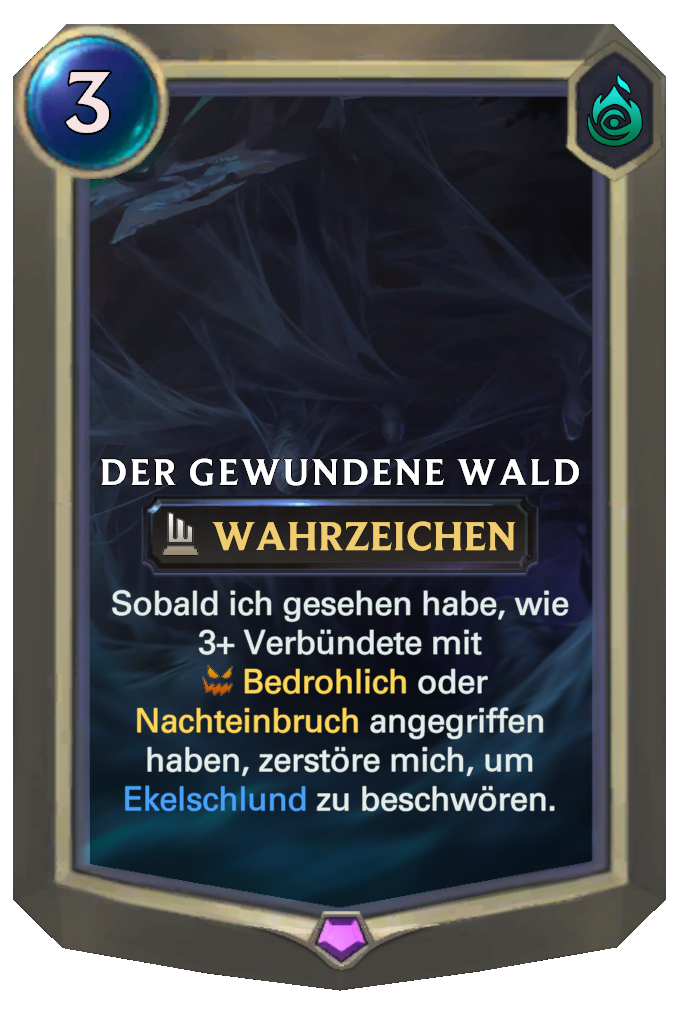 3
DER GEWUNDENE WALD
WAHRZEICHEN
Sobald ich gesehen habe, wie
3+ Verbündete mit
Bedrohlich oder
Nachteinbruch angegriffen
haben, zerstöre mich, um
Ekelschlund zu beschwören.